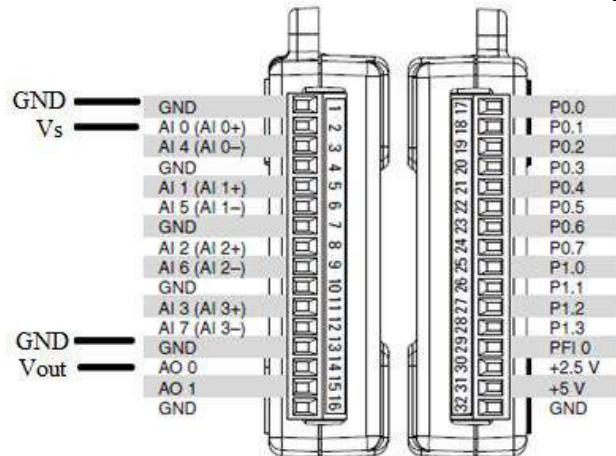 GND GND 1 17 P0.0
Vs AI 0 (AI 0+) 2 18 P0.1
AI 4 (AI 0–) 3 19 P0.2
GND 4 20 P0.3
AI 1 (AI 1+) 5 21 P0.4
AI 5 (AI 1–) 6 22 P0.5
GND 7 23 P0.6
AI 2 (AI 2+) 8 24 P0.7
AI 6 (AI 2–) 9 25 P1.0
GND 10 26 P1.1
AI 3 (AI 3+) 11 27 P1.2
AI 7 (AI 3–) 12 28 P1.3
GND GND 13 29 PFI 0
Vout AO 0 14 30 +2.5 V
AO 1 15 31 +5 V
GND 16 32 GND